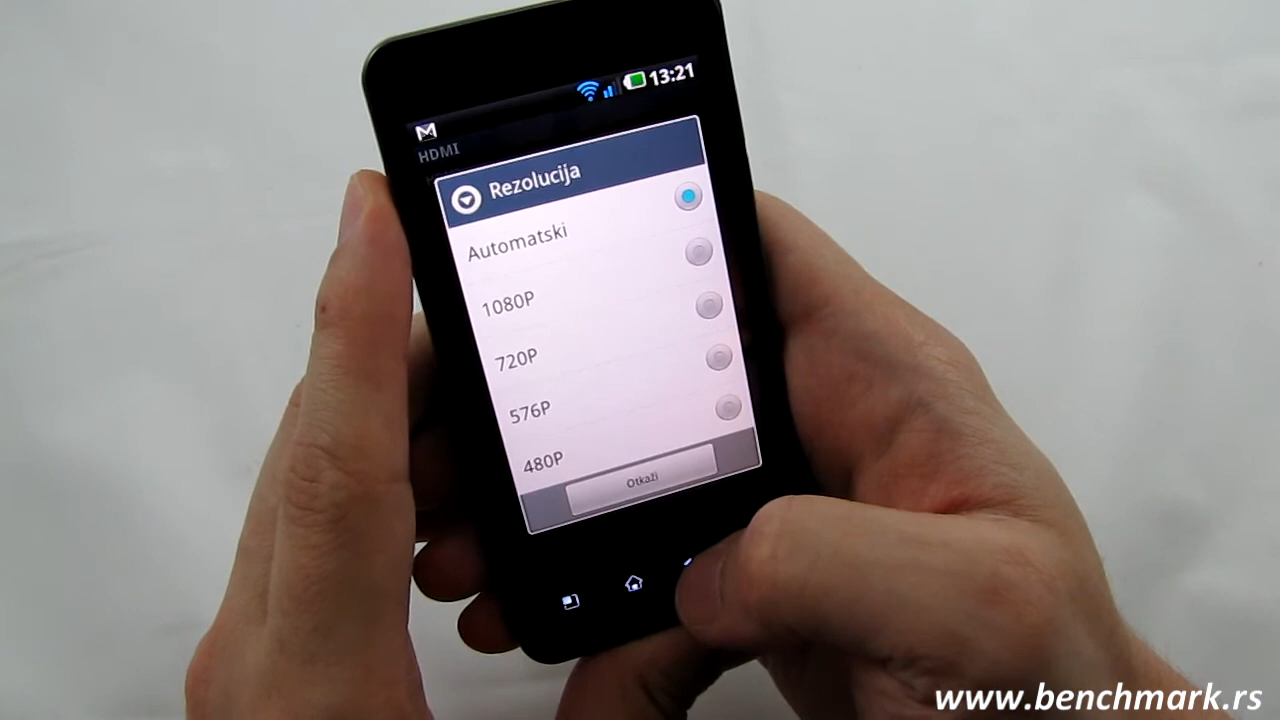 13:21
HDMI
Rezolucija
Automatski
1080P
720P
576P
480P
Otkaži
www.benchmark.rs